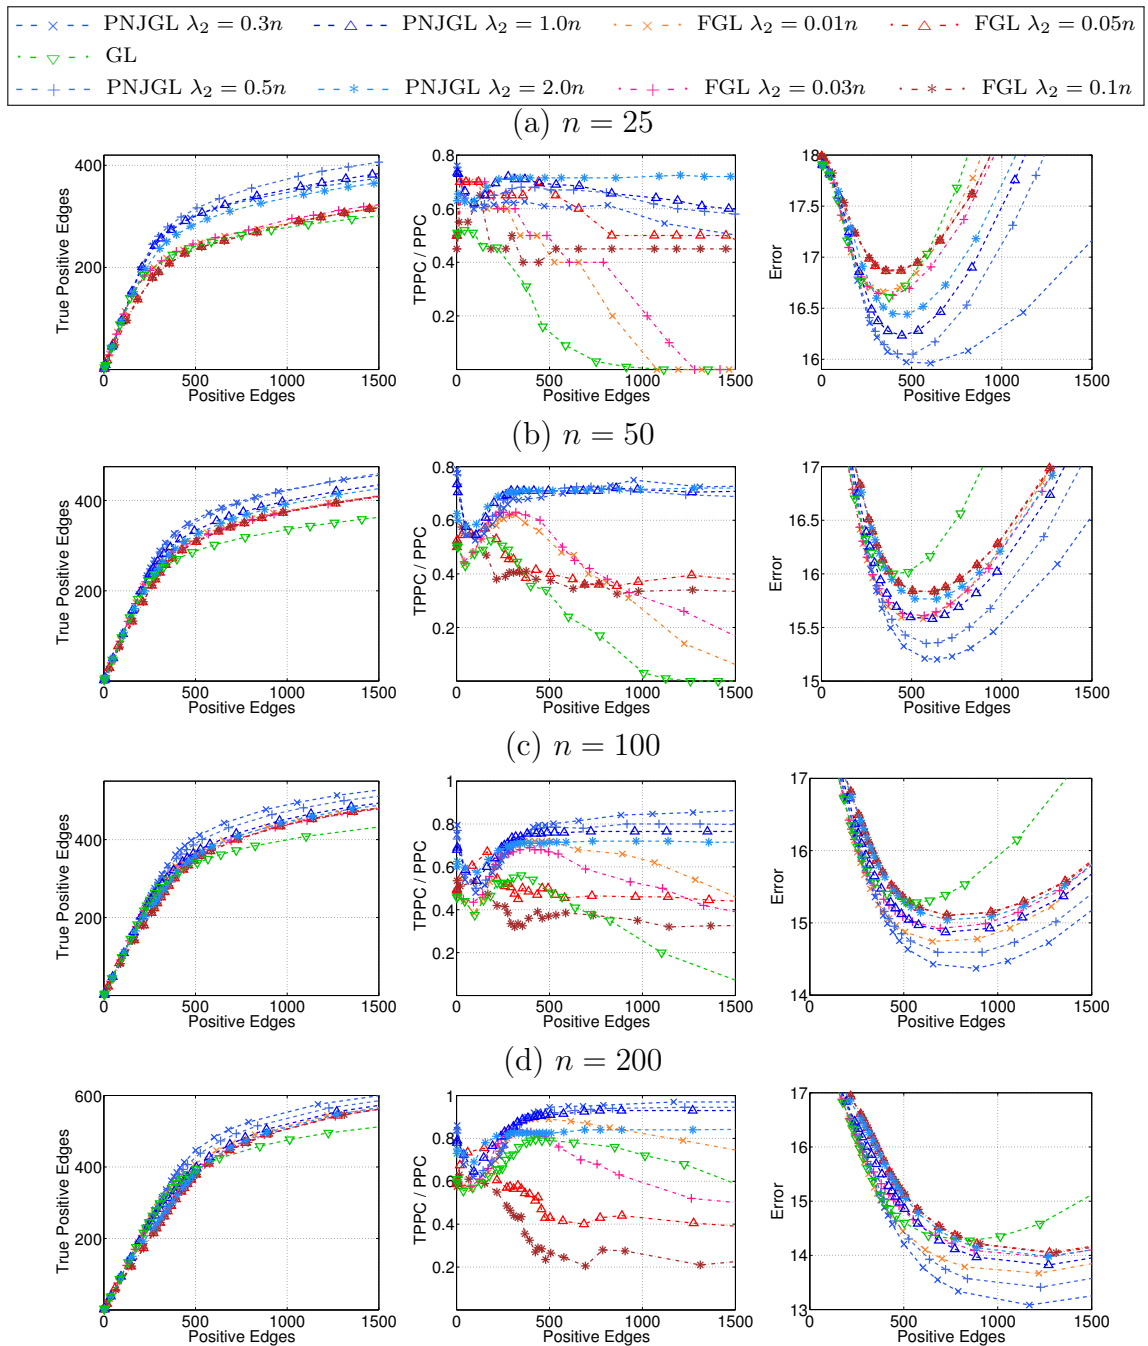 PNJGL λ₂ = 0.3n PNJGL λ₂ = 1.0n FGL λ₂ = 0.01n FGL λ₂ = 0.05n
GL
PNJGL λ₂ = 0.5n PNJGL λ₂ = 2.0n FGL λ₂ = 0.03n FGL λ₂ = 0.1n
(a) n = 25
True Positive Edges
400
200
0 500 1000 1500
Positive Edges
TPPC / PPC
0.8
0.6
0.4
0.2
0 500 1000 1500
Positive Edges
Error
18
17.5
17
16.5
16
0 500 1000 1500
Positive Edges
(b) n = 50
True Positive Edges
400
200
0 500 1000 1500
Positive Edges
TPPC / PPC
0.8
0.6
0.4
0.2
0 500 1000 1500
Positive Edges
Error
17
16.5
16
15.5
15
0 500 1000 1500
Positive Edges
(c) n = 100
True Positive Edges
400
200
0 500 1000 1500
Positive Edges
TPPC / PPC
1
0.8
0.6
0.4
0.2
0 500 1000 1500
Positive Edges
Error
17
16
15
14
0 500 1000 1500
Positive Edges
(d) n = 200
True Positive Edges
600
400
200
0 500 1000 1500
Positive Edges
TPPC / PPC
1
0.8
0.6
0.4
0.2
0 500 1000 1500
Positive Edges
Error
17
16
15
14
13
0 500 1000 1500
Positive Edges